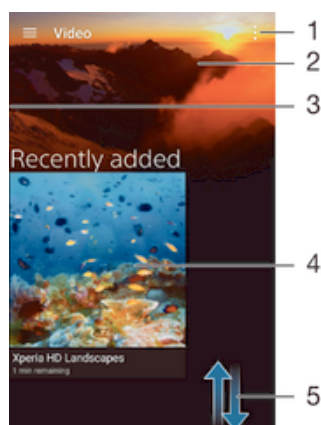 Video
1
2
3
Recently added
4
Xperia HD Landscapes
1 min remaining
5